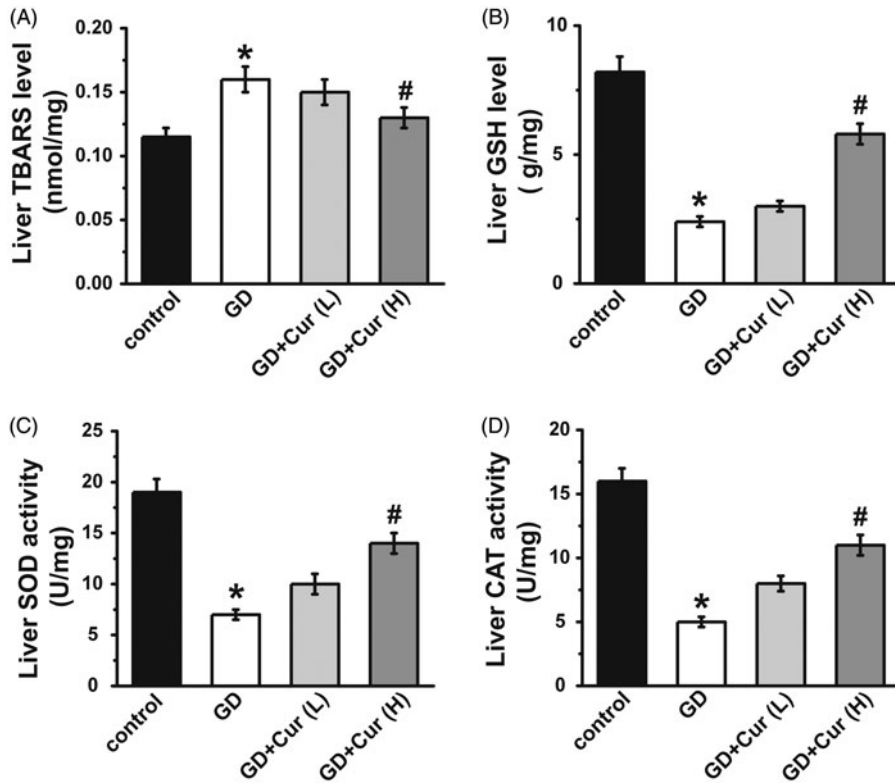 (A)
Liver TBARS level
(nmol/mg)
0.20
0.15
0.10
0.05
0.00
*
#
control
GD
GD+Cur (L)
GD+Cur (H)
(B)
Liver GSH level
( g/mg)
10
5
0
*
#
control
GD
GD+Cur (L)
GD+Cur (H)
(C)
Liver SOD activity
(U/mg)
25
20
15
10
5
0
*
#
control
GD
GD+Cur (L)
GD+Cur (H)
(D)
Liver CAT activity
(U/mg)
20
15
10
5
0
*
#
control
GD
GD+Cur (L)
GD+Cur (H)